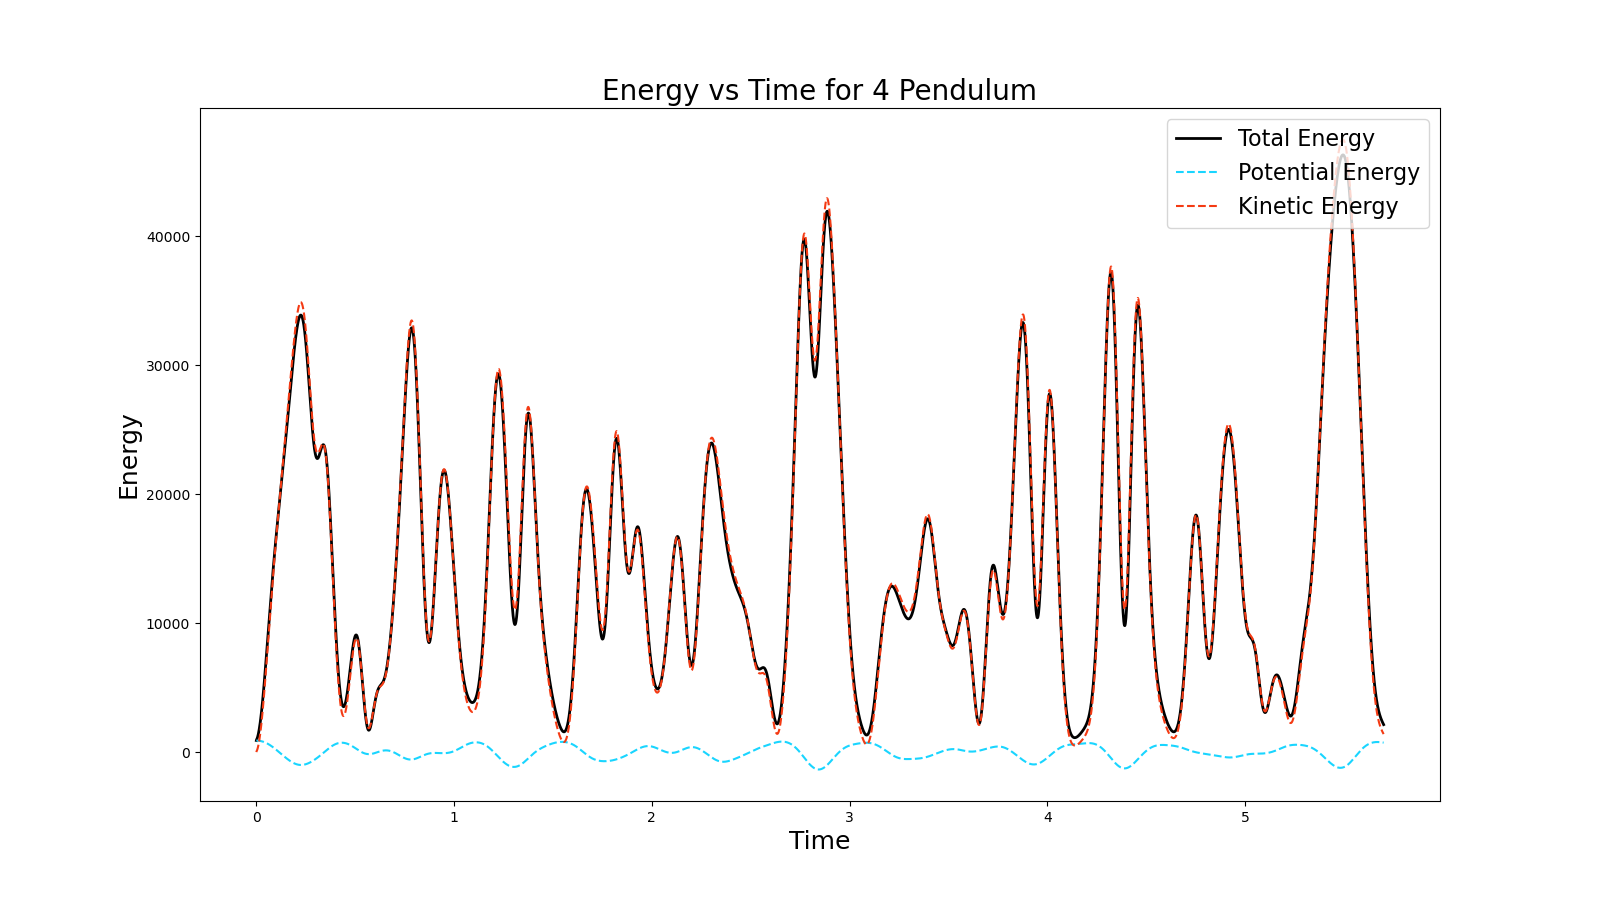 Energy vs Time for 4 Pendulum
Total Energy
Potential Energy
Kinetic Energy
Energy
40000
30000
20000
10000
0
0 1 2 3 4 5
Time